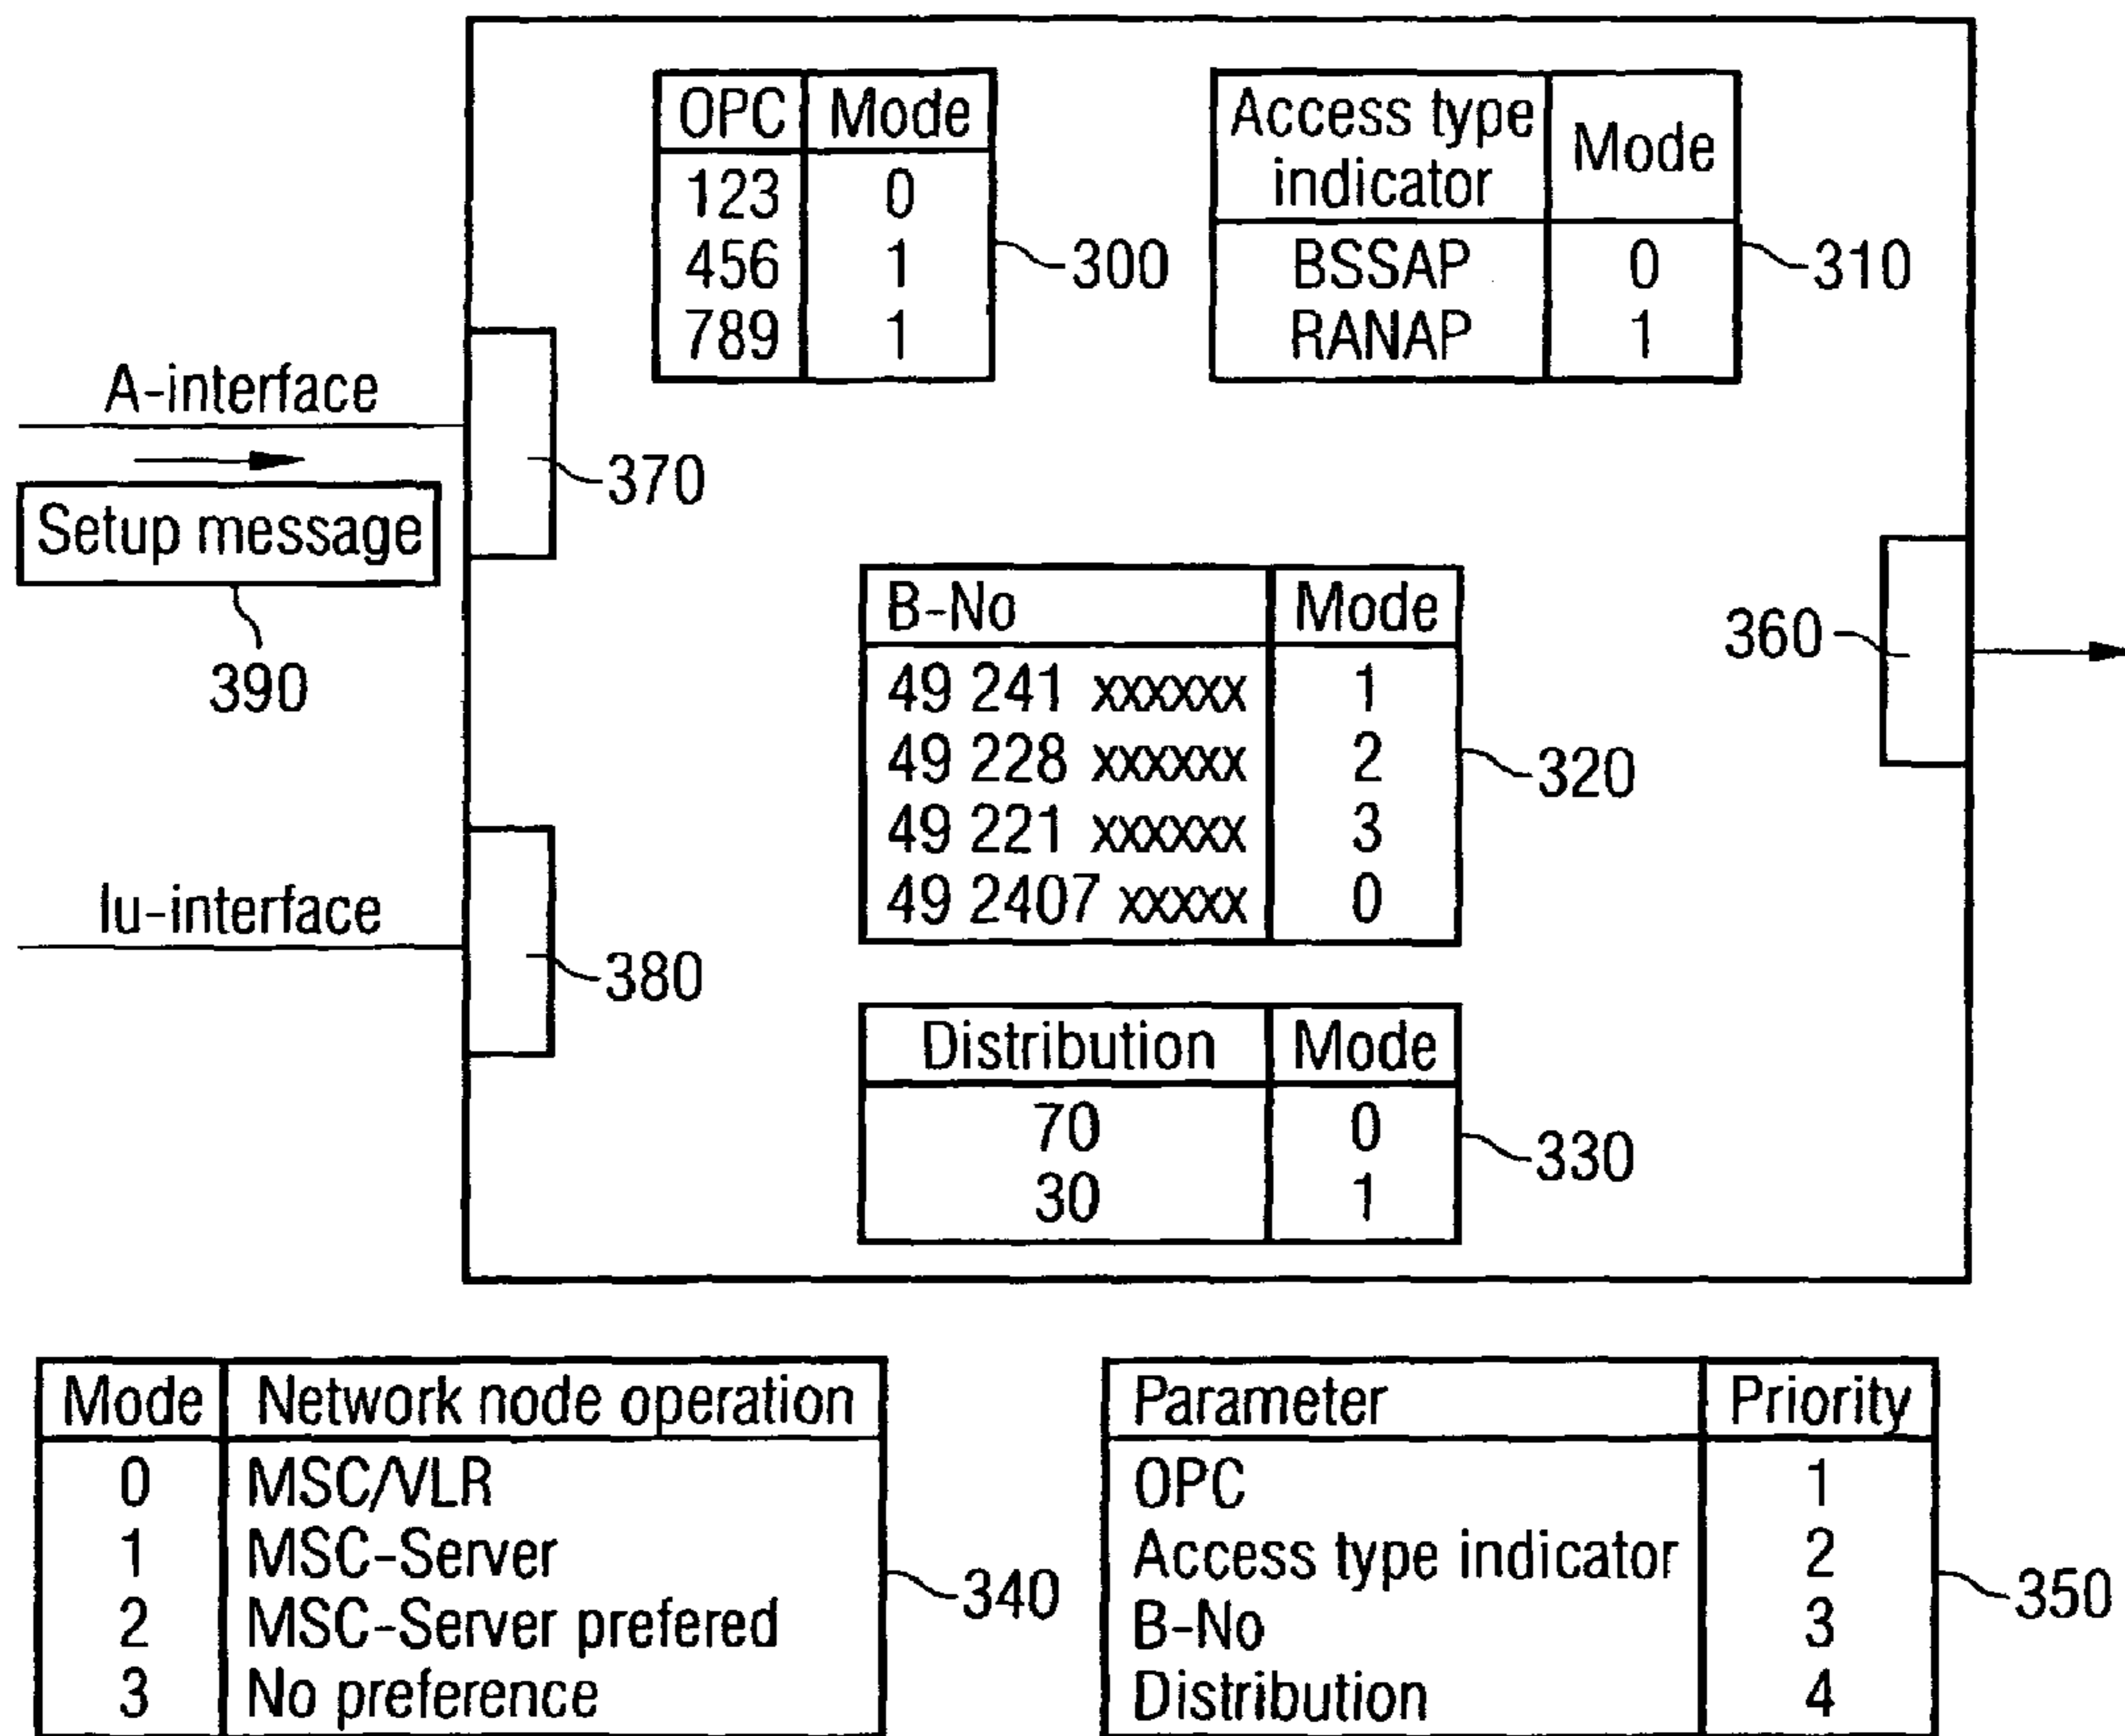 OPC Mode
123 0
456 1
789 1
300
Access type indicator Mode
BSSAP 0
RANAP 1
310
A-interface
370
Setup message
390
B-No Mode
49 241 xxxxxx 1
49 228 xxxxxx 2
49 221 xxxxxx 3
49 2407 xxxxx 0
320
360
Iu-interface
380
Distribution Mode
70 0
30 1
330
Mode Network node operation
0 MSC/VLR
1 MSC-Server
2 MSC-Server prefered
3 No preference
340
Parameter Priority
OPC 1
Access type indicator 2
B-No 3
Distribution 4
350